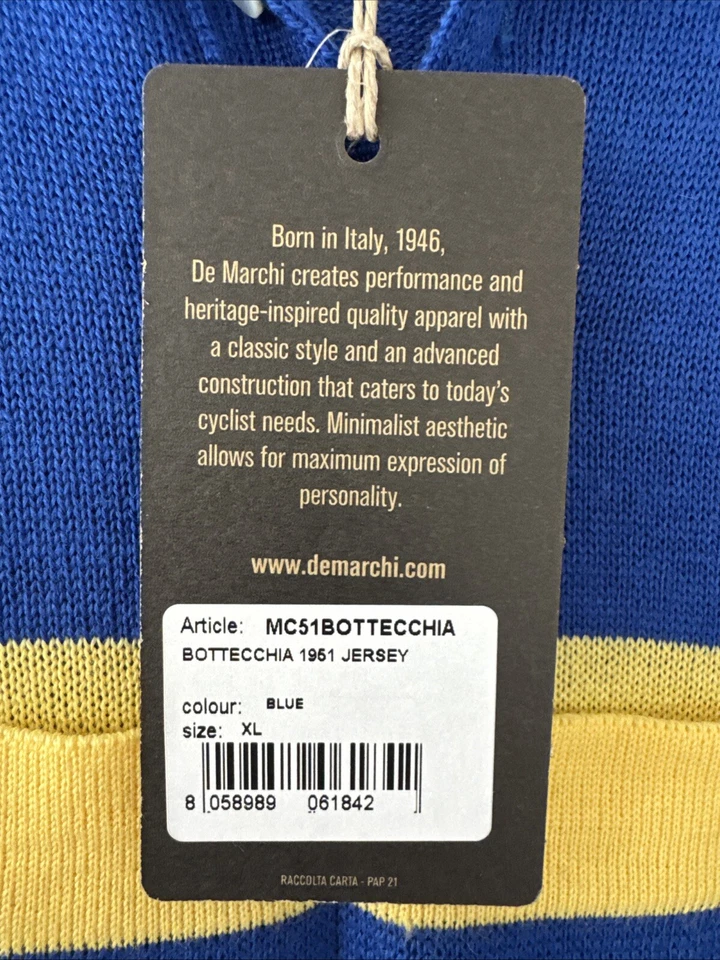 Born in Italy, 1946,
De Marchi creates performance and
heritage-inspired quality apparel with
a classic style and an advanced
construction that caters to today's
cyclist needs. Minimalist aesthetic
allows for maximum expression of
personality.
www.demarchi.com
Article: MC51BOTTECCHIA
BOTTECCHIA 1951 JERSEY
colour: BLUE
size: XL
8 058989 061842
RACCOLTA CARTA - PAP 21